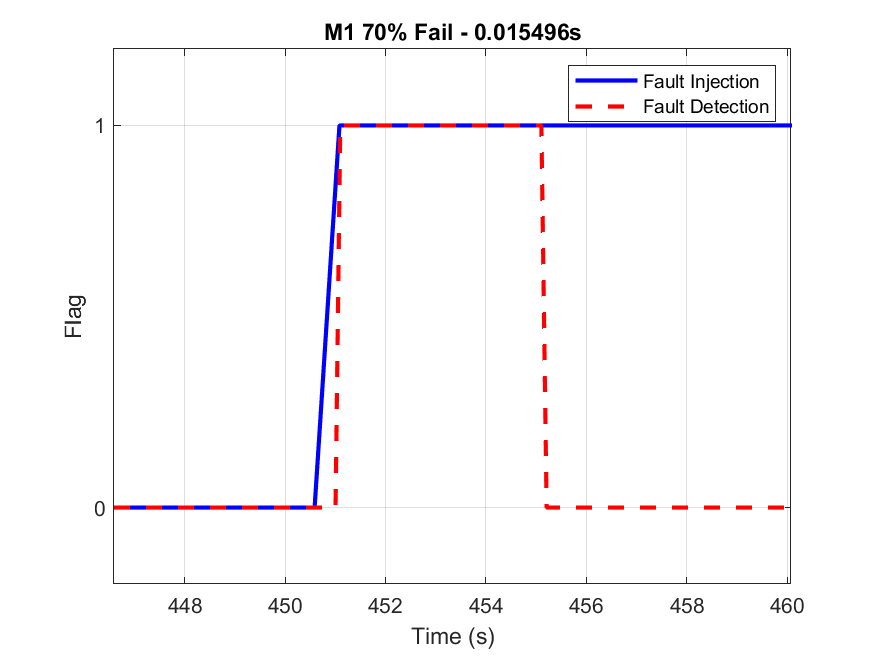 M1 70% Fail - 0.015496s
Fault Injection
Fault Detection
1
0
Flag
448 450 452 454 456 458 460
Time (s)